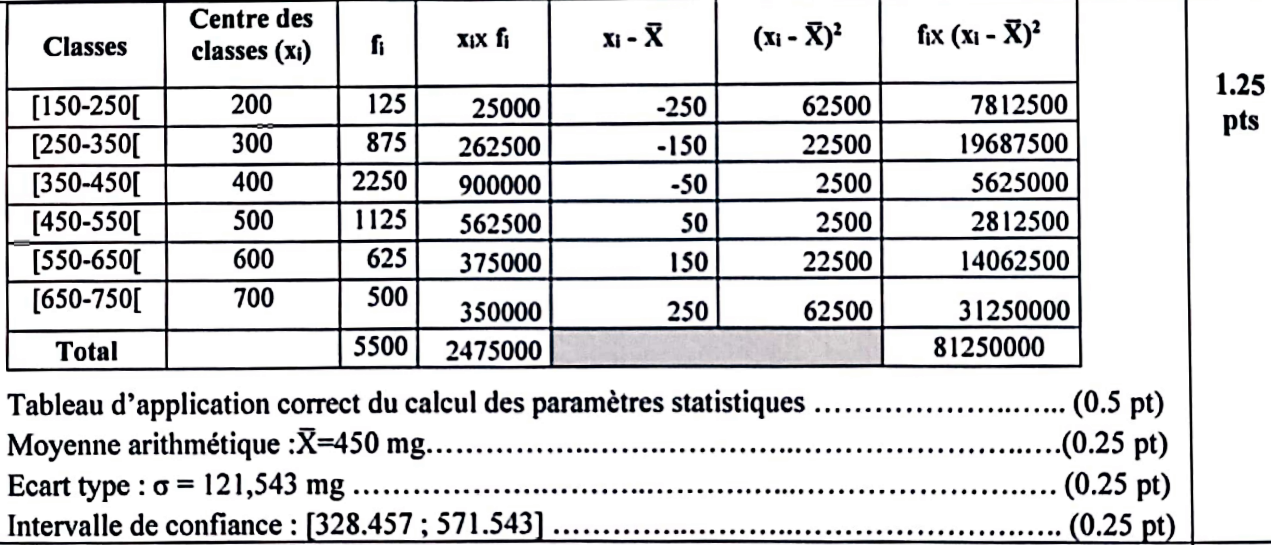 Classes | Centre des classes (xi) | fi | xix fi | xi - X̄ | (xi - X̄)² | fix (xi - X̄)²
[150-250[ | 200 | 125 | 25000 | -250 | 62500 | 7812500
[250-350[ | 300 | 875 | 262500 | -150 | 22500 | 19687500
[350-450[ | 400 | 2250 | 900000 | -50 | 2500 | 5625000
[450-550[ | 500 | 1125 | 562500 | 50 | 2500 | 2812500
[550-650[ | 600 | 625 | 375000 | 150 | 22500 | 14062500
[650-750[ | 700 | 500 | 350000 | 250 | 62500 | 31250000
Total | | 5500 | 2475000 | | | 81250000
1.25
pts
Tableau d'application correct du calcul des paramètres statistiques ........................... (0.5 pt)
Moyenne arithmétique :X̄=450 mg.....................................................................(0.25 pt)
Ecart type : σ = 121,543 mg ............................................................................ (0.25 pt)
Intervalle de confiance : [328.457 ; 571.543] ...................................................... (0.25 pt)